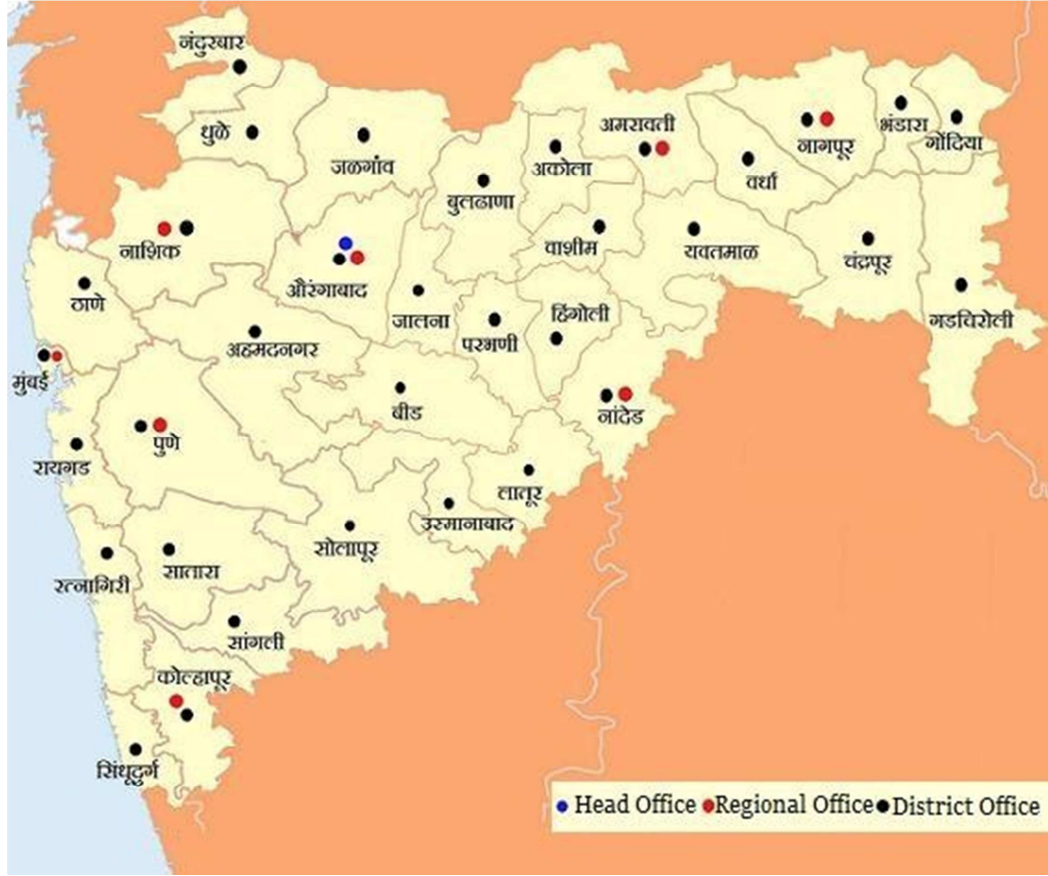 नंदुरबार
धुळे
जळगांव
बुलढाणा
अकोला
अमरावती
वर्धा
नागपूर
भंडारा
गोंदिया
नाशिक
औरंगाबाद
जालना
वाशीम
यवतमाळ
चंद्रपूर
गडचिरोली
ठाणे
अहमदनगर
परभणी
हिंगोली
मुंबई
बीड
नांदेड
पुणे
रायगड
लातूर
उस्मानाबाद
सोलापूर
सातारा
रत्नागिरी
सांगली
कोल्हापूर
सिंधूदुर्ग
Head Office Regional Office District Office